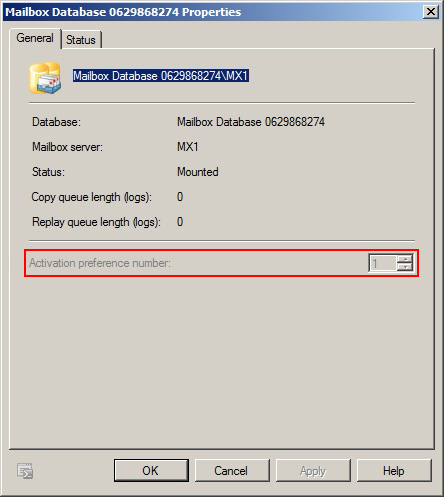 Mailbox Database 0629868274 Properties
General Status
Mailbox Database 0629868274\MX1
Database: Mailbox Database 0629868274
Mailbox server: MX1
Status: Mounted
Copy queue length (logs): 0
Replay queue length (logs): 0
Activation preference number: 1
OK Cancel Apply Help